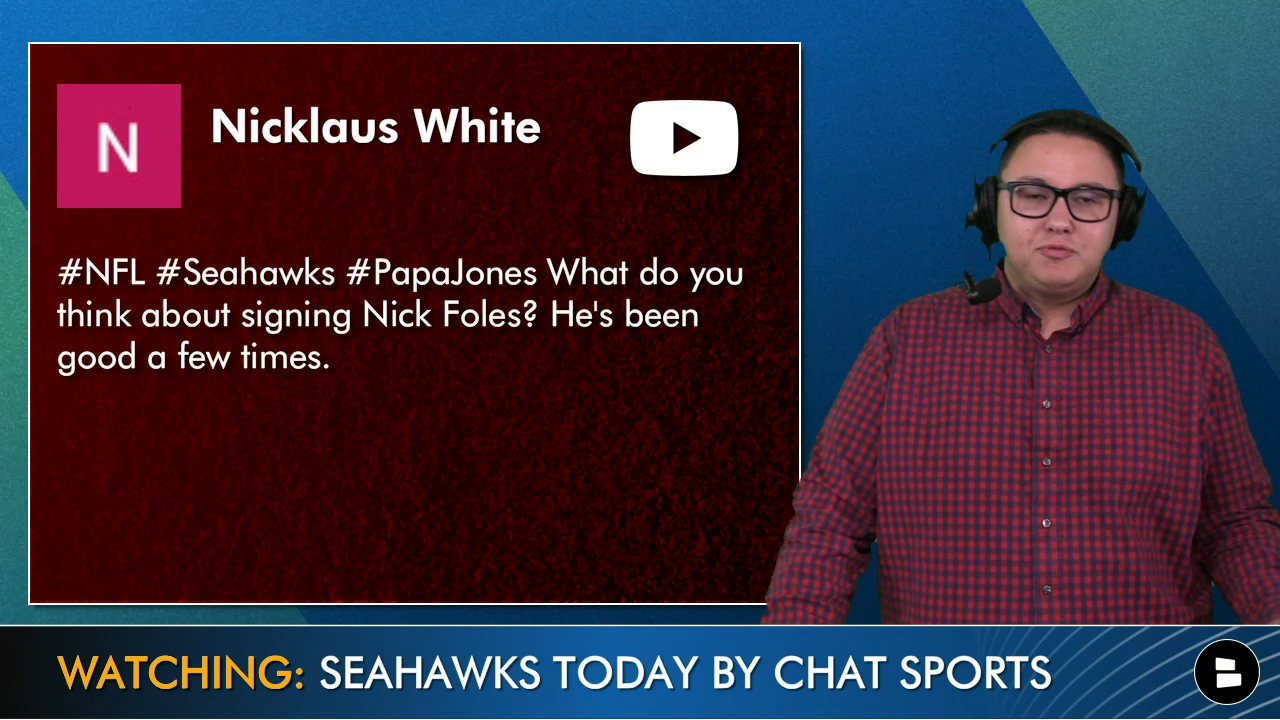 N
Nicklaus White
#NFL #Seahawks #PapaJones What do you
think about signing Nick Foles? He's been
good a few times.
WATCHING: SEAHAWKS TODAY BY CHAT SPORTS